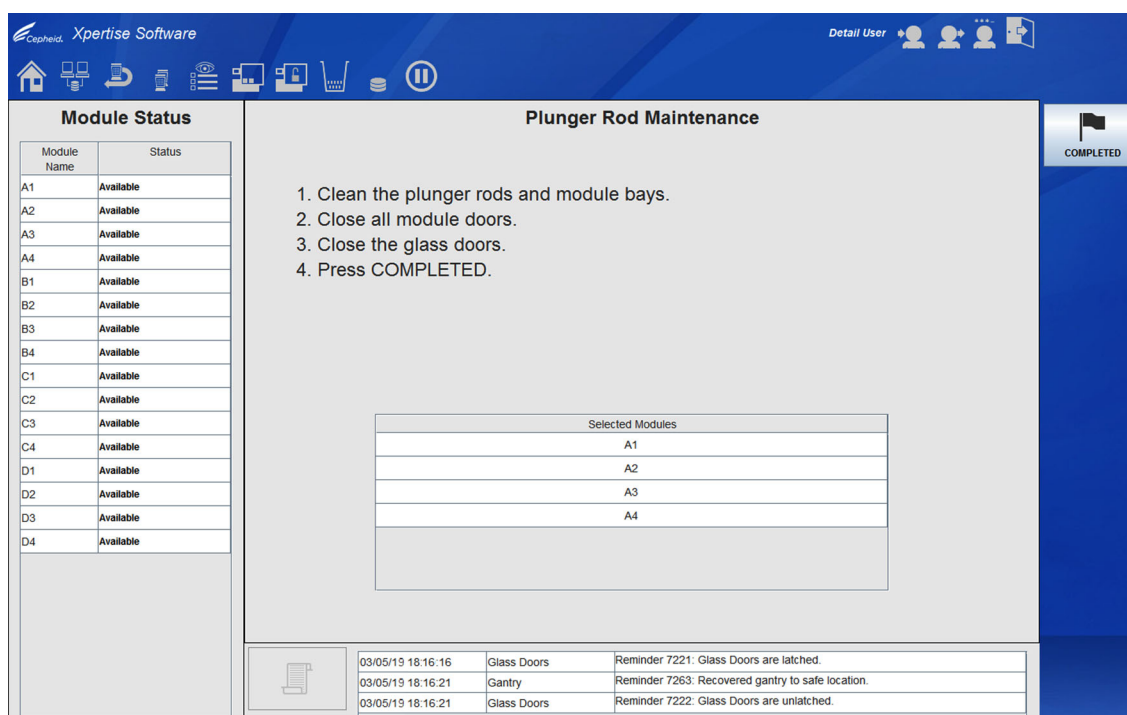 Cepheid. Xpertise Software
Detail User
Module Status
Module Name Status
A1 Available
A2 Available
A3 Available
A4 Available
B1 Available
B2 Available
B3 Available
B4 Available
C1 Available
C2 Available
C3 Available
C4 Available
D1 Available
D2 Available
D3 Available
D4 Available
Plunger Rod Maintenance
1. Clean the plunger rods and module bays.
2. Close all module doors.
3. Close the glass doors.
4. Press COMPLETED.
Selected Modules
A1
A2
A3
A4
03/05/19 18:16:16 Glass Doors Reminder 7221: Glass Doors are latched.
03/05/19 18:16:21 Gantry Reminder 7263: Recovered gantry to safe location.
03/05/19 18:16:21 Glass Doors Reminder 7222: Glass Doors are unlatched.
COMPLETED